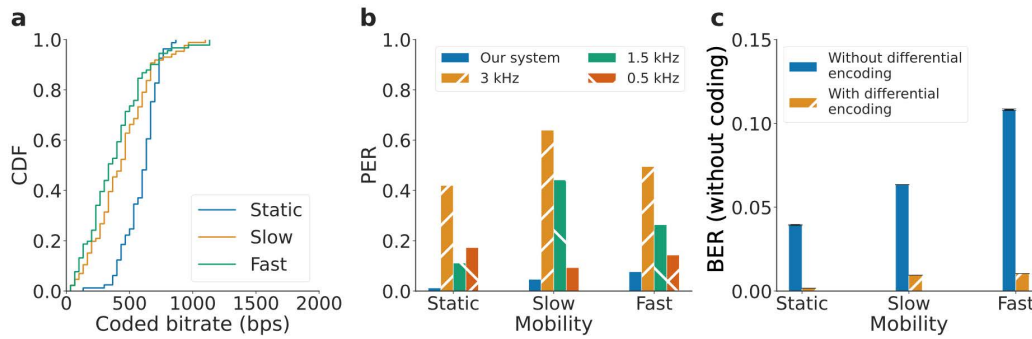 a
1.0
0.8
0.6
0.4
0.2
0.0
CDF
Static
Slow
Fast
0
500
1000
1500
2000
Coded bitrate (bps)
b
1.0
0.8
0.6
0.4
0.2
0.0
PER
Our system
3 kHz
1.5 kHz
0.5 kHz
Static
Slow
Fast
Mobility
c
0.15
0.10
0.05
0.00
BER (without coding)
Without differential
encoding
With differential
encoding
Static
Slow
Fast
Mobility